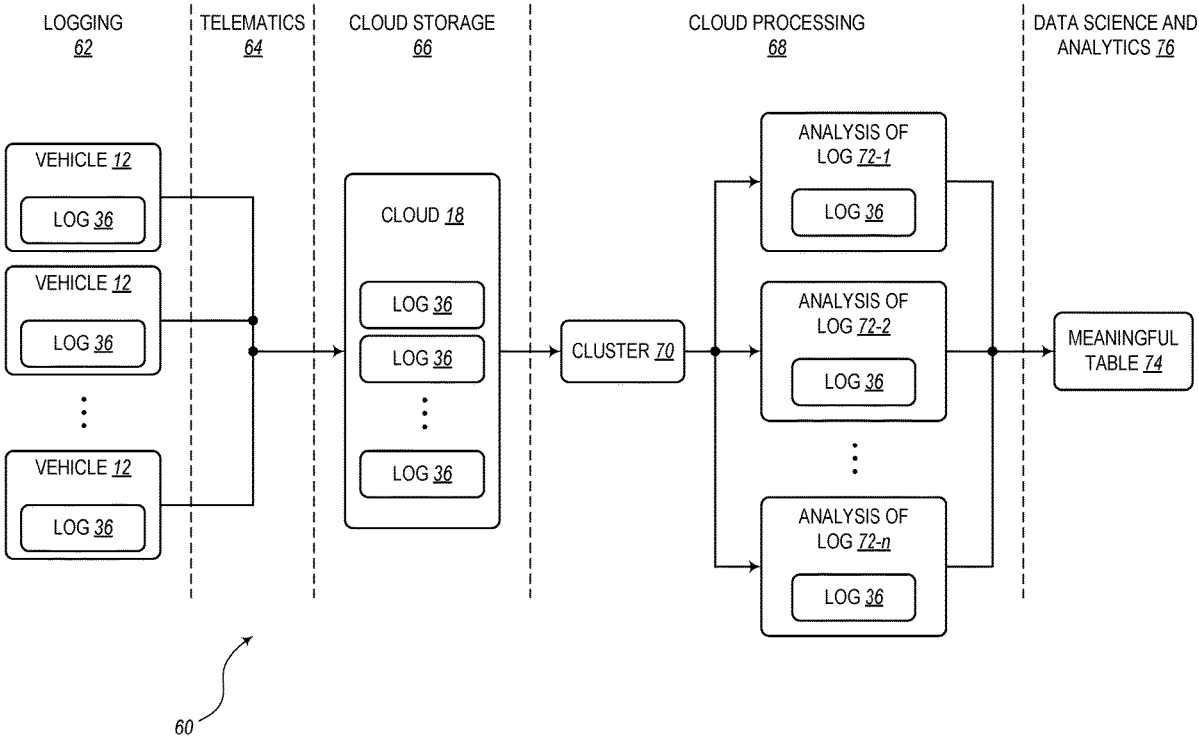 LOGGING
62
TELEMATICS
64
CLOUD STORAGE
66
CLOUD PROCESSING
68
DATA SCIENCE AND
ANALYTICS 76
VEHICLE 12
LOG 36
VEHICLE 12
LOG 36
VEHICLE 12
LOG 36
CLOUD 18
LOG 36
LOG 36
LOG 36
CLUSTER 70
ANALYSIS OF
LOG 72-1
LOG 36
ANALYSIS OF
LOG 72-2
LOG 36
ANALYSIS OF
LOG 72-n
LOG 36
MEANINGFUL
TABLE 74
60